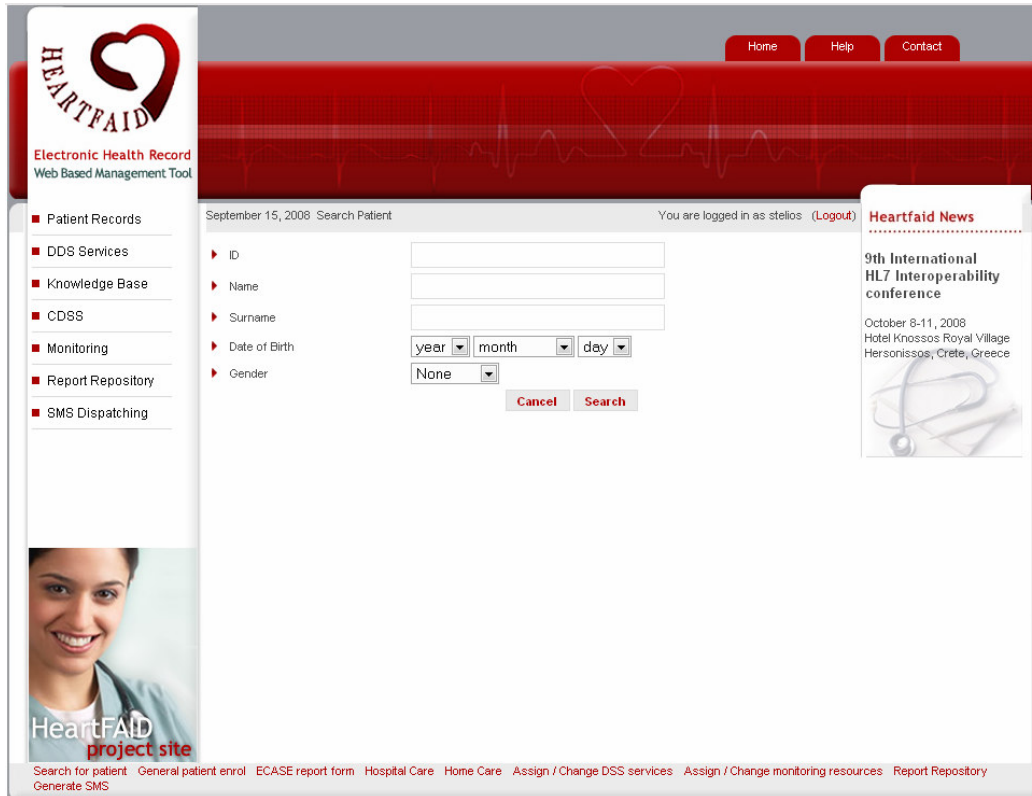 HEARTFAID
Electronic Health Record
Web Based Management Tool
Home
Help
Contact
Patient Records
DDS Services
Knowledge Base
CDSS
Monitoring
Report Repository
SMS Dispatching
September 15, 2008 Search Patient
You are logged in as stelios (Logout)
ID
Name
Surname
Date of Birth
year month day
Gender
None
Cancel Search
Heartfaid News
9th International
HL7 Interoperability
conference
October 8-11, 2008
Hotel Knossos Royal Village
Hersonissos, Crete, Greece
HeartFAID
project site
Search for patient General patient enrol ECASE report form Hospital Care Home Care Assign / Change DSS services Assign / Change monitoring resources Report Repository
Generate SMS